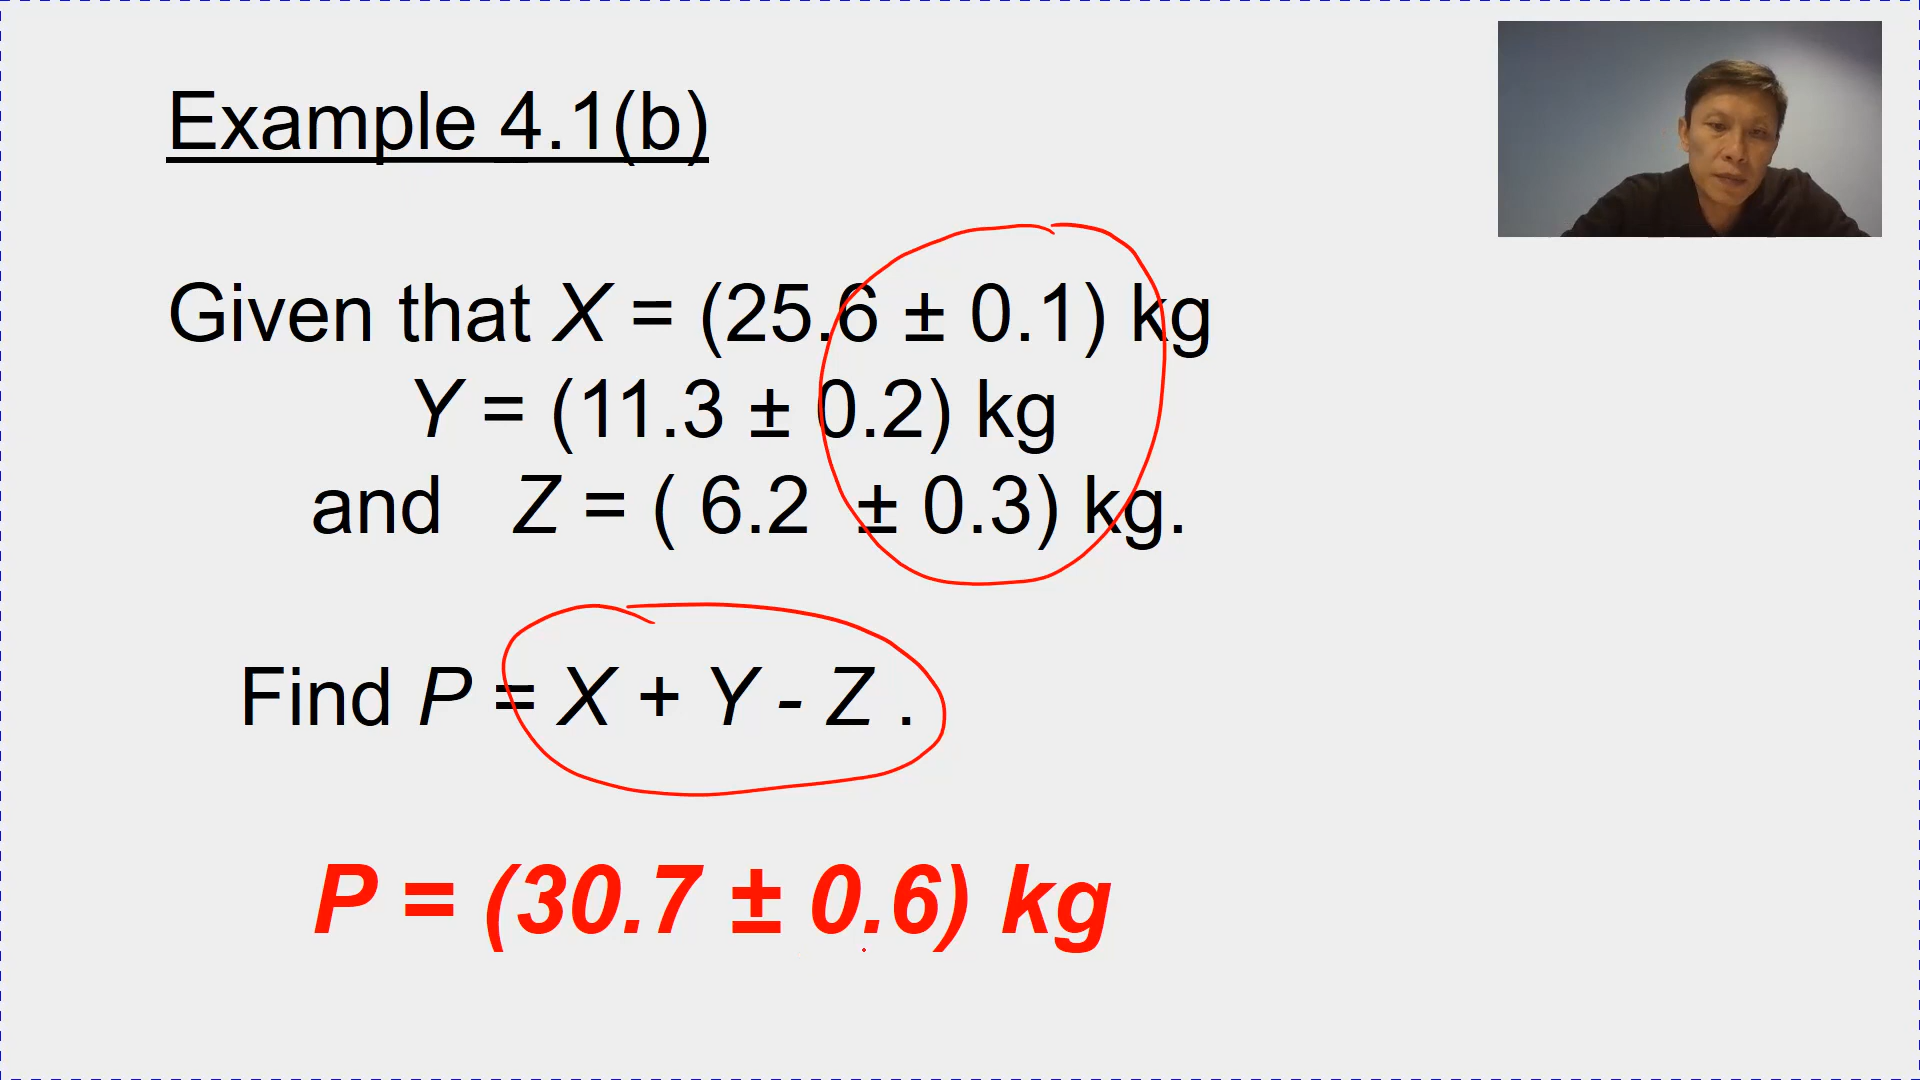 Example 4.1(b)
Given that X = (25.6 ± 0.1) kg
Y = (11.3 ± 0.2) kg
and Z = ( 6.2 ± 0.3) kg.
Find P = X + Y - Z .
P = (30.7 ± 0.6) kg